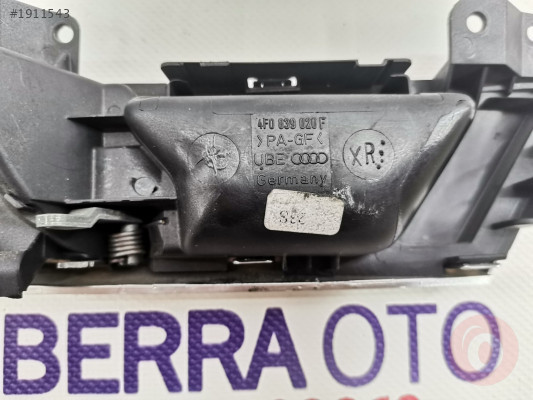 #1911543
4F0 839 020 F
>PA-GF<
UBE
Germany
XR
BERRA OTO